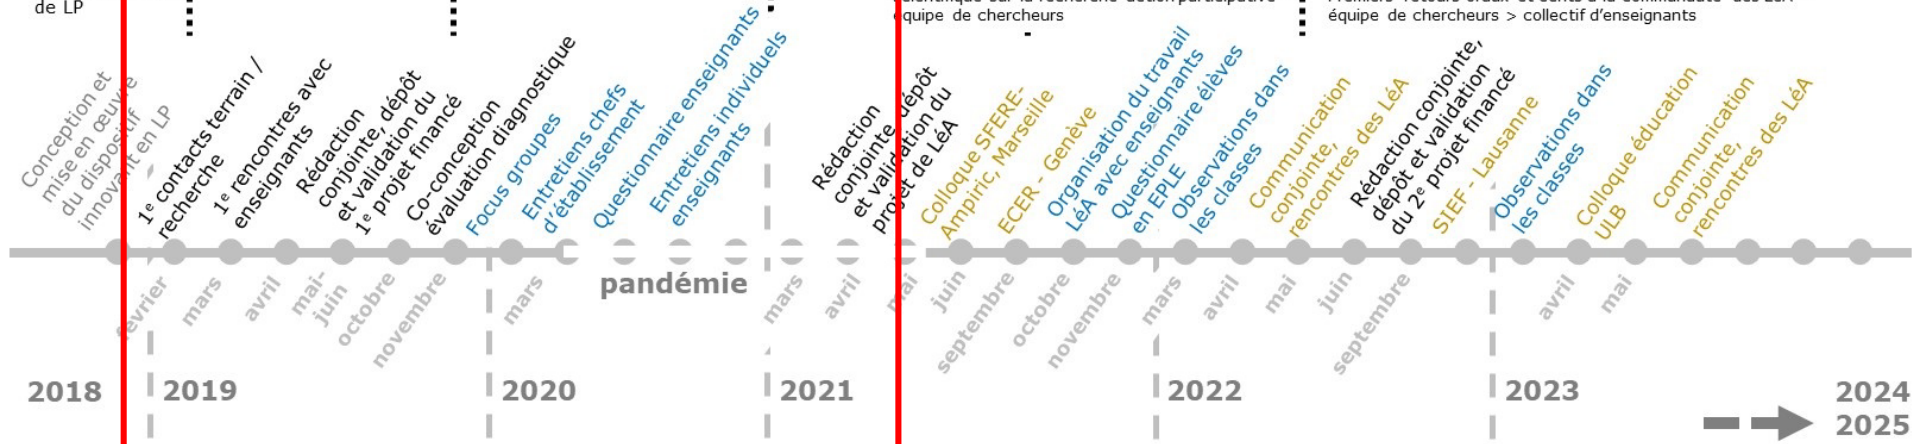 de LP
scientifique sur la recherche-action participative
équipe de chercheurs
équipe de chercheurs > collectif d’enseignants
Conception et
mise en œuvre
du dispositif
innovant en LP
1e contacts terrain /
recherche
1e rencontres avec
enseignants
Rédaction
conjointe, dépôt
et validation du
1e projet financé
Co-conception
évaluation diagnostique
Focus groupes
Entretiens chefs
d’établissement
Questionnaire enseignants
Entretiens individuels
enseignants
Rédaction
conjointe, dépôt
et validation du
projet de LéA
Colloque SFERE-
Ampiric, Marseille
ECER - Genève
Organisation du travail
LéA avec enseignants
Questionnaire élèves
en EPLE
Observations dans
les classes
Communication
conjointe,
rencontres des LéA
Rédaction conjointe,
dépôt et validation
du 2e projet financé
SIEF - Lausanne
Observations dans
les classes
Colloque éducation
ULB
Communication
conjointe,
rencontres des LéA
février
mars
avril
mai-
juin
octobre
novembre
mars
pandémie
mars
avril
mai
juin
septembre
octobre
novembre
mars
avril
mai
juin
septembre
avril
mai
2018
2019
2020
2021
2022
2023
2024
2025